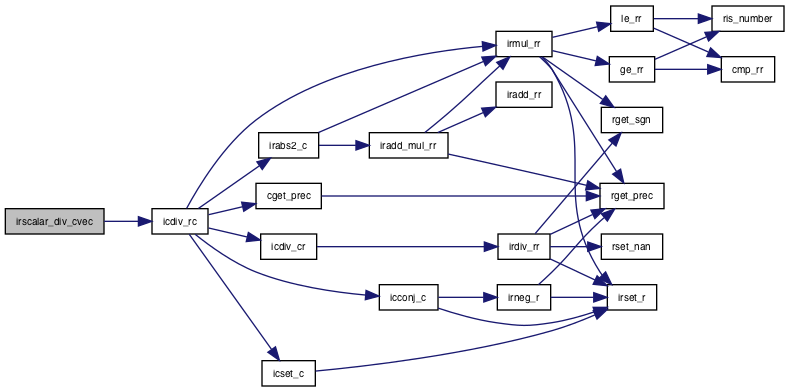 le_rr
ris_number
irmul_rr
ge_rr
cmp_rr
iradd_rr
rget_sgn
irabs2_c
iradd_mul_rr
cget_prec
rget_prec
irscalar_div_cvec
icdiv_rc
icdiv_cr
irdiv_rr
rset_nan
icconj_c
irneg_r
irset_r
icset_c